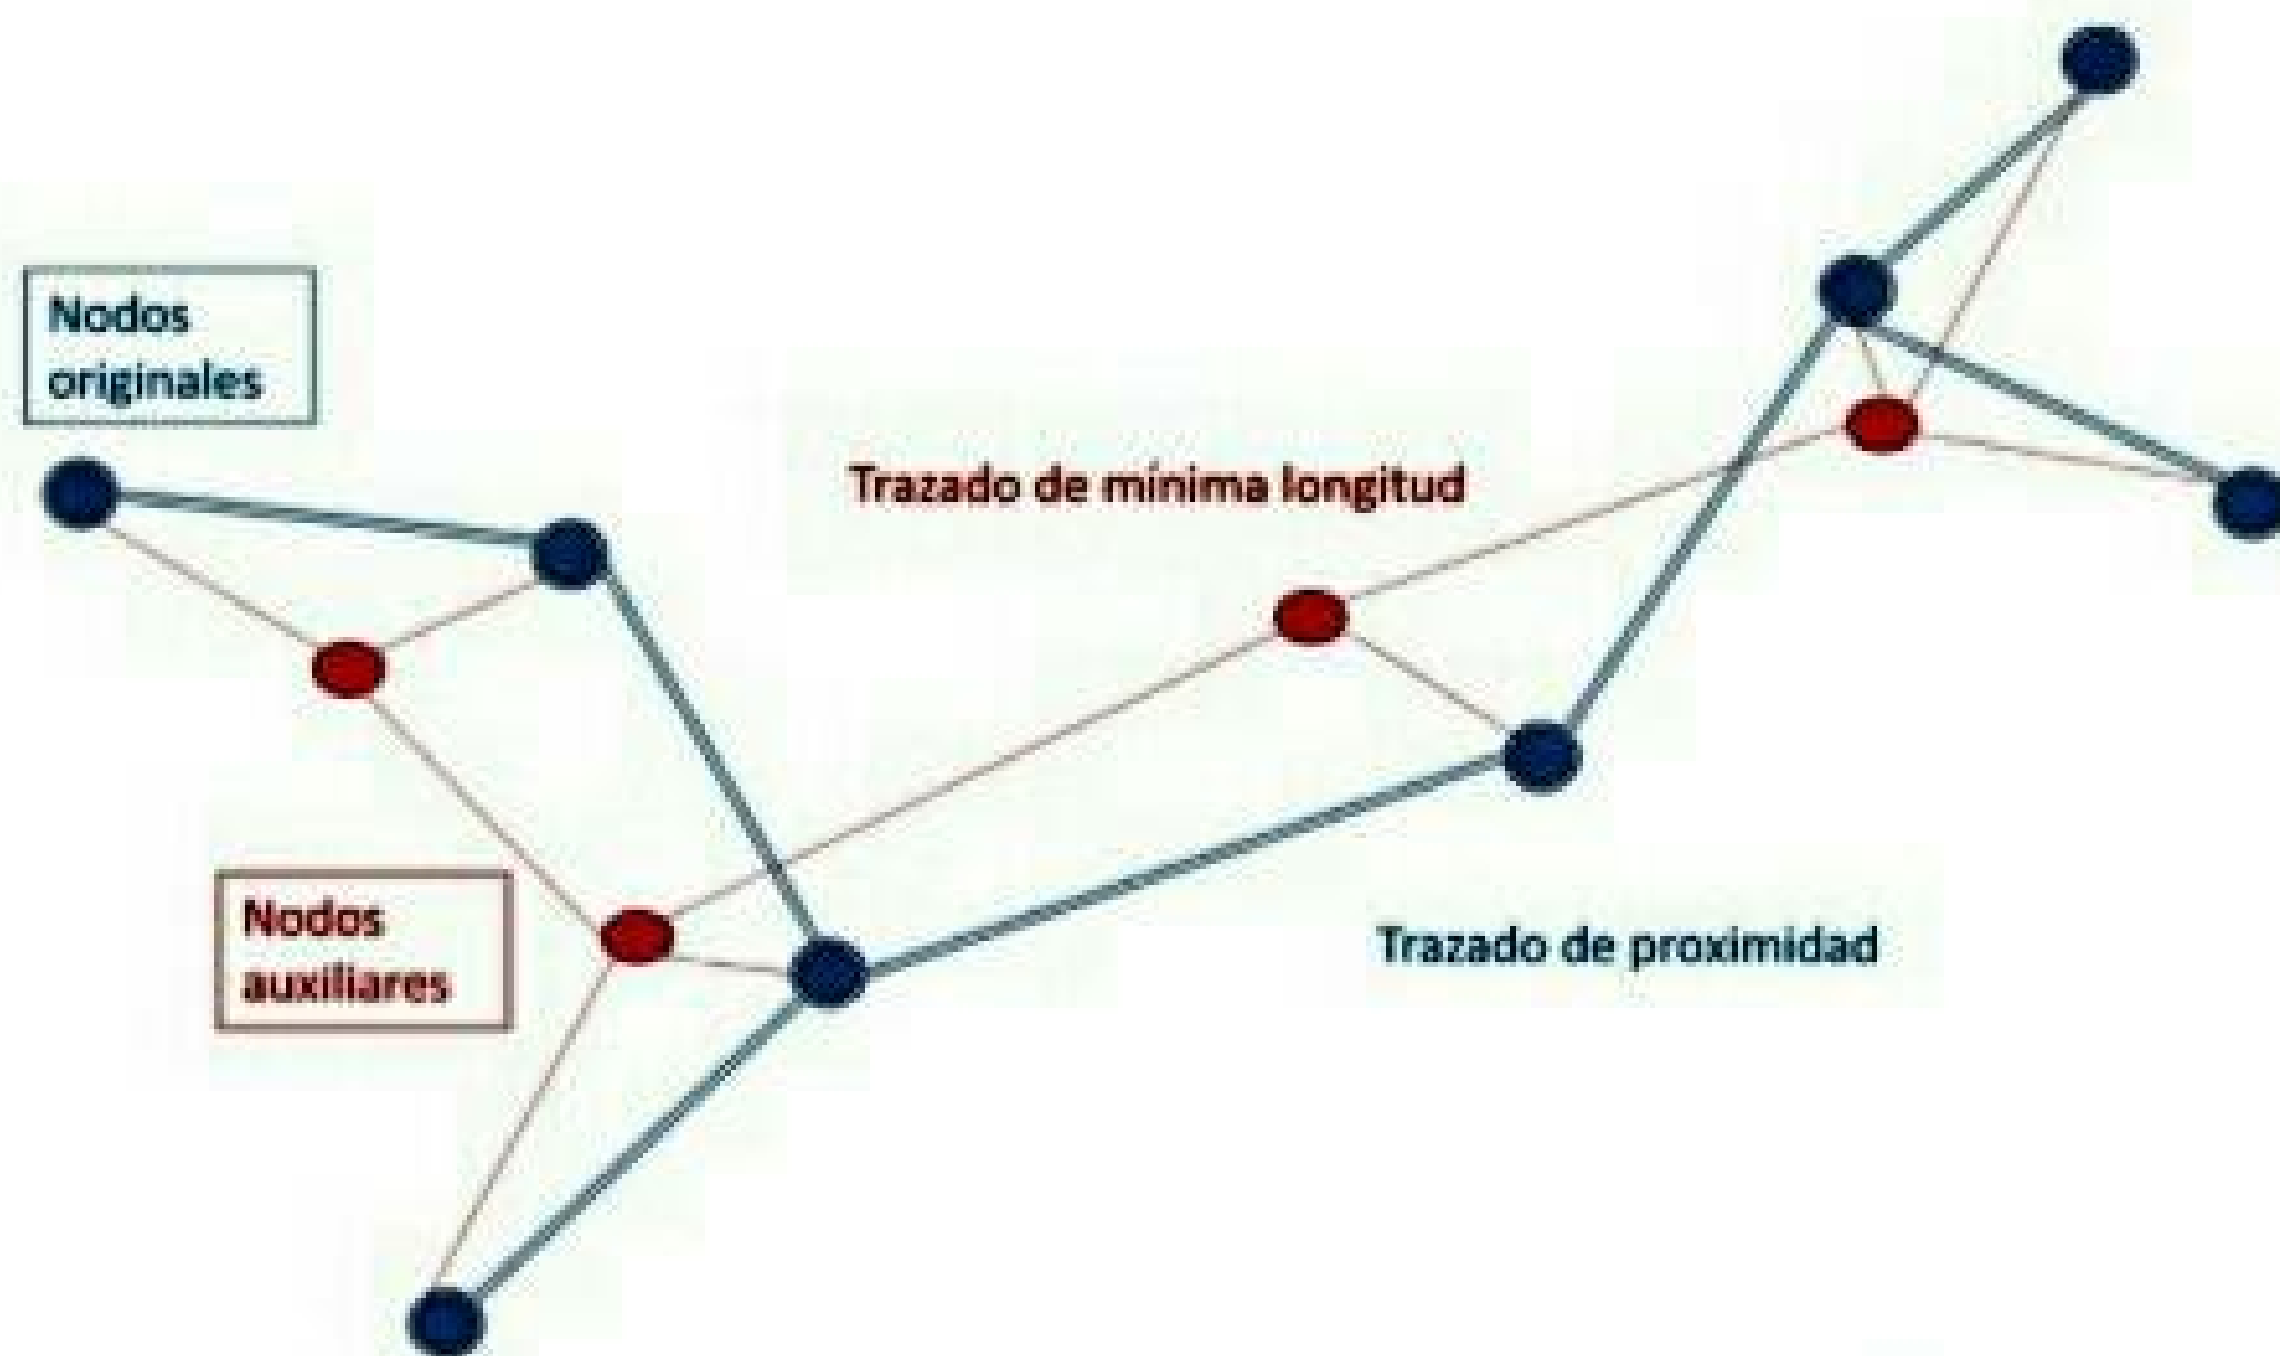 Nodos
originales
Trazado de mínima longitud
Nodos
auxiliares
Trazado de proximidad